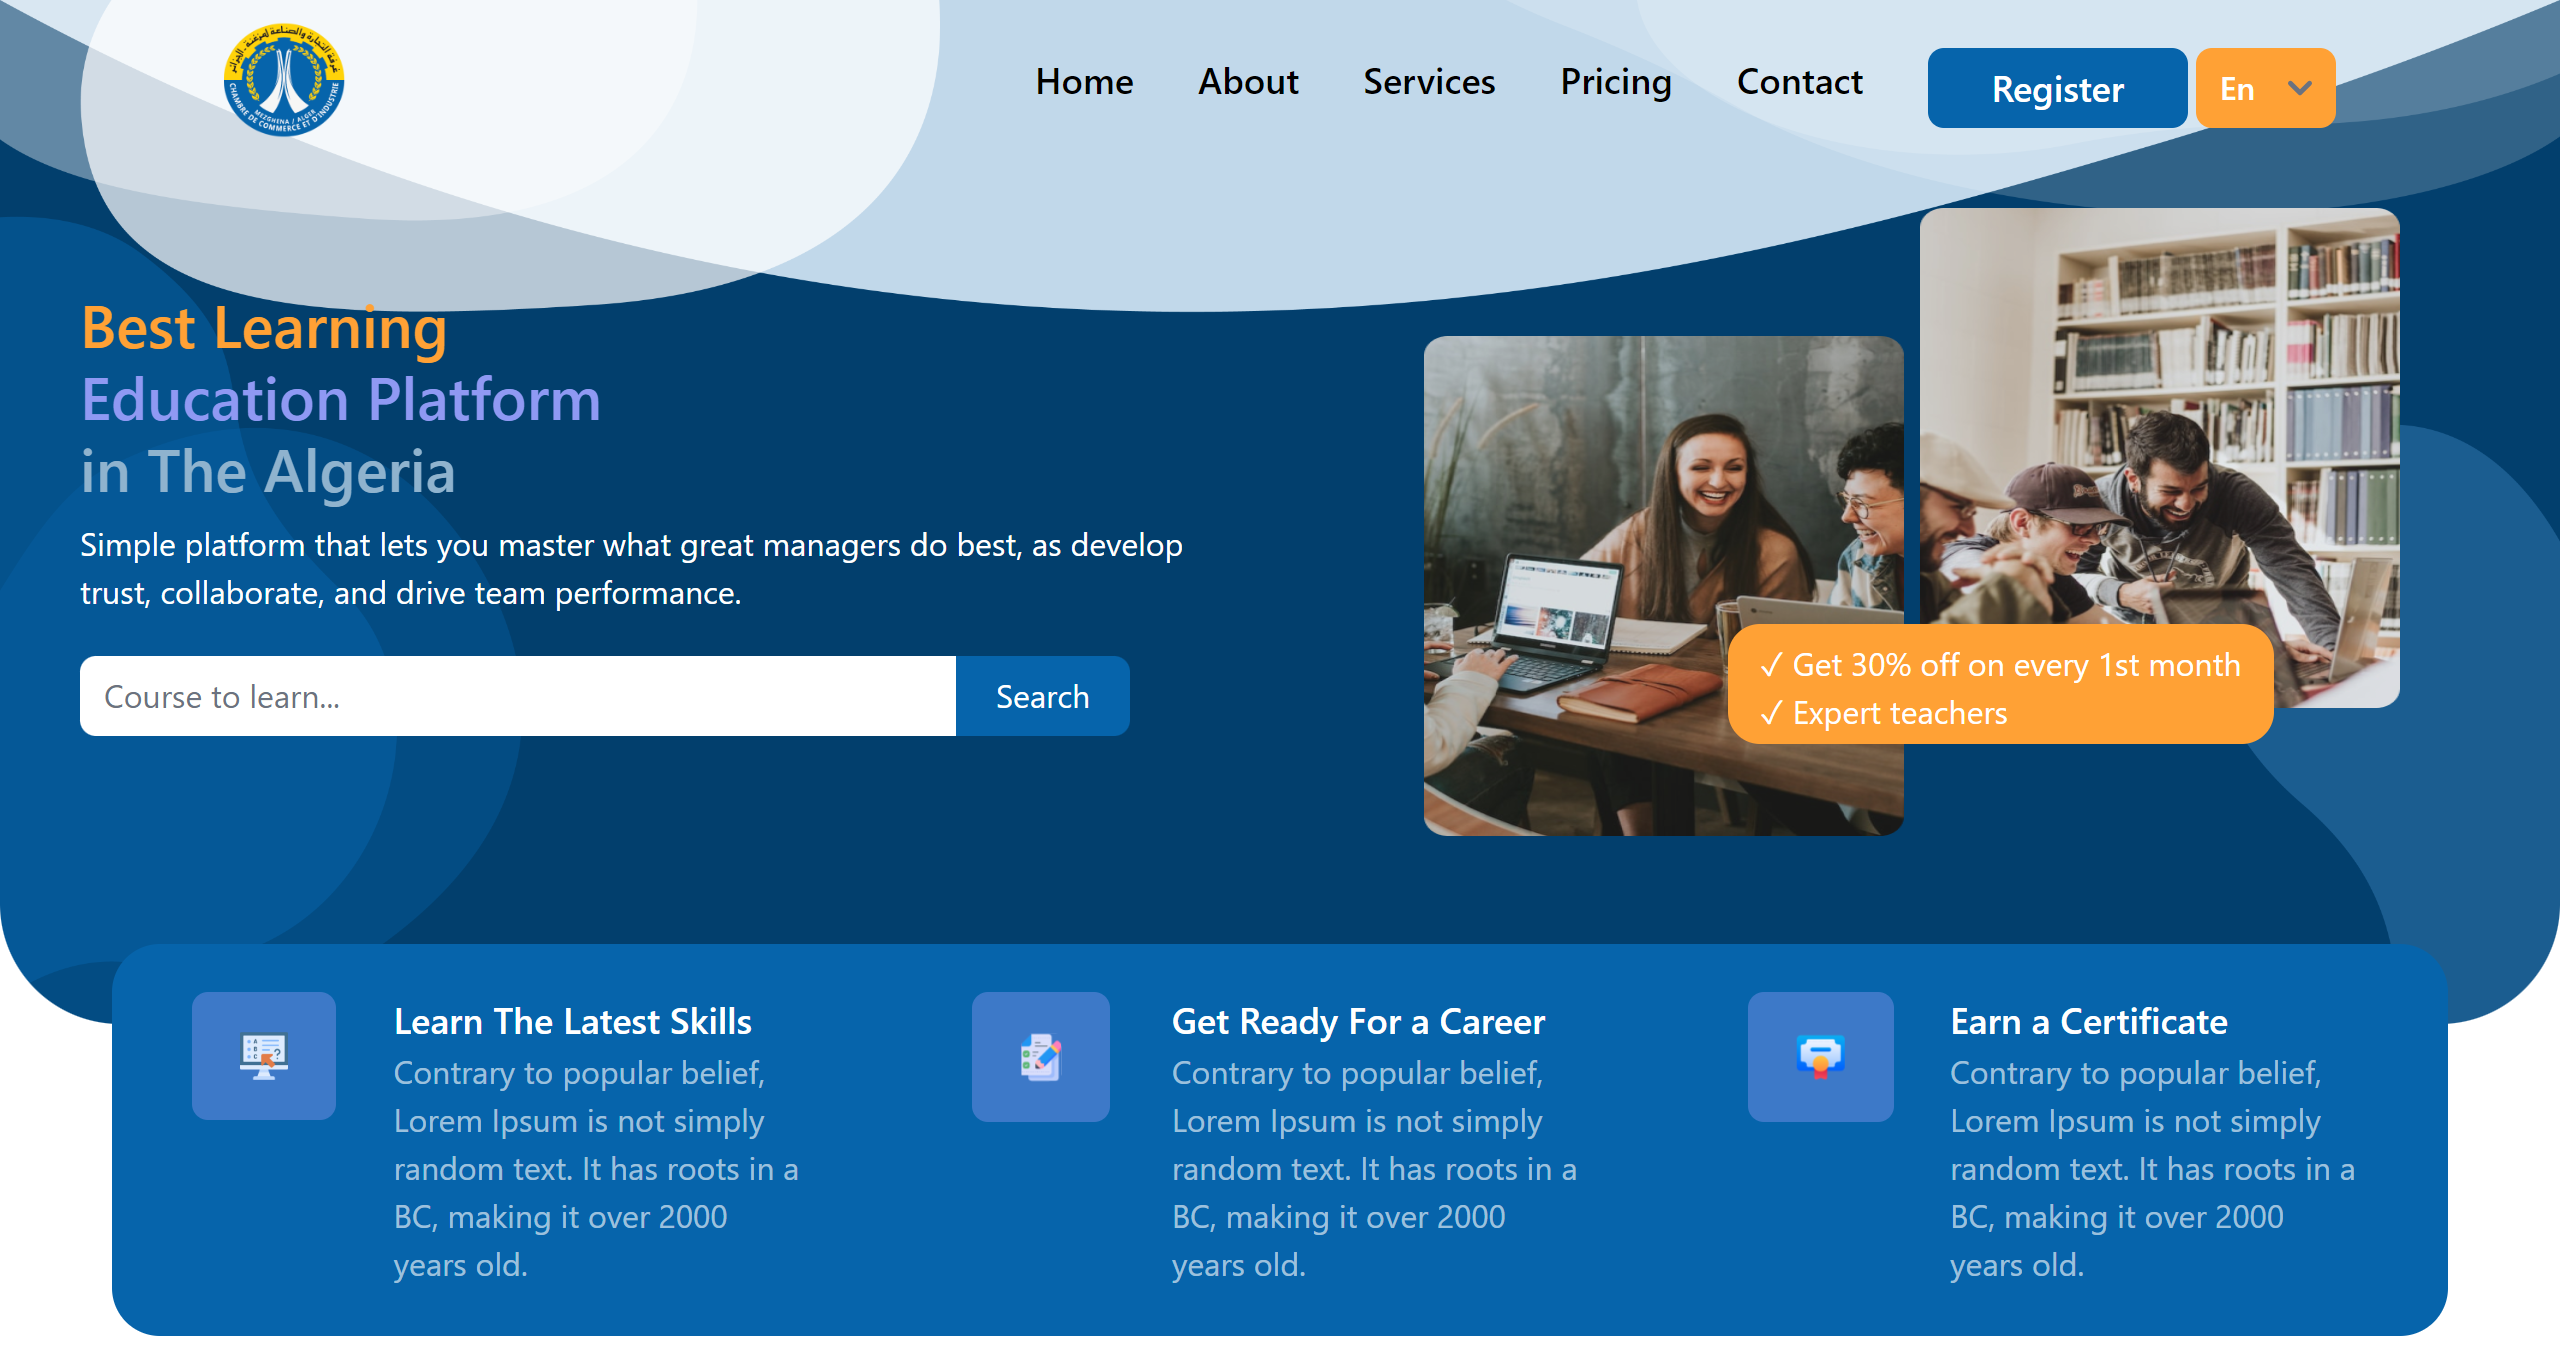 غرفة التجارة والصناعة لمزغنة - الجزائر
MEZGHENA / ALGER
CHAMBRE DE COMMERCE ET D'INDUSTRIE
Home
About
Services
Pricing
Contact
Register
En
Best Learning
Education Platform
in The Algeria
Simple platform that lets you master what great managers do best, as develop
trust, collaborate, and drive team performance.
Course to learn...
Search
✓ Get 30% off on every 1st month
✓ Expert teachers
Learn The Latest Skills
Contrary to popular belief,
Lorem Ipsum is not simply
random text. It has roots in a
BC, making it over 2000
years old.
Get Ready For a Career
Contrary to popular belief,
Lorem Ipsum is not simply
random text. It has roots in a
BC, making it over 2000
years old.
Earn a Certificate
Contrary to popular belief,
Lorem Ipsum is not simply
random text. It has roots in a
BC, making it over 2000
years old.